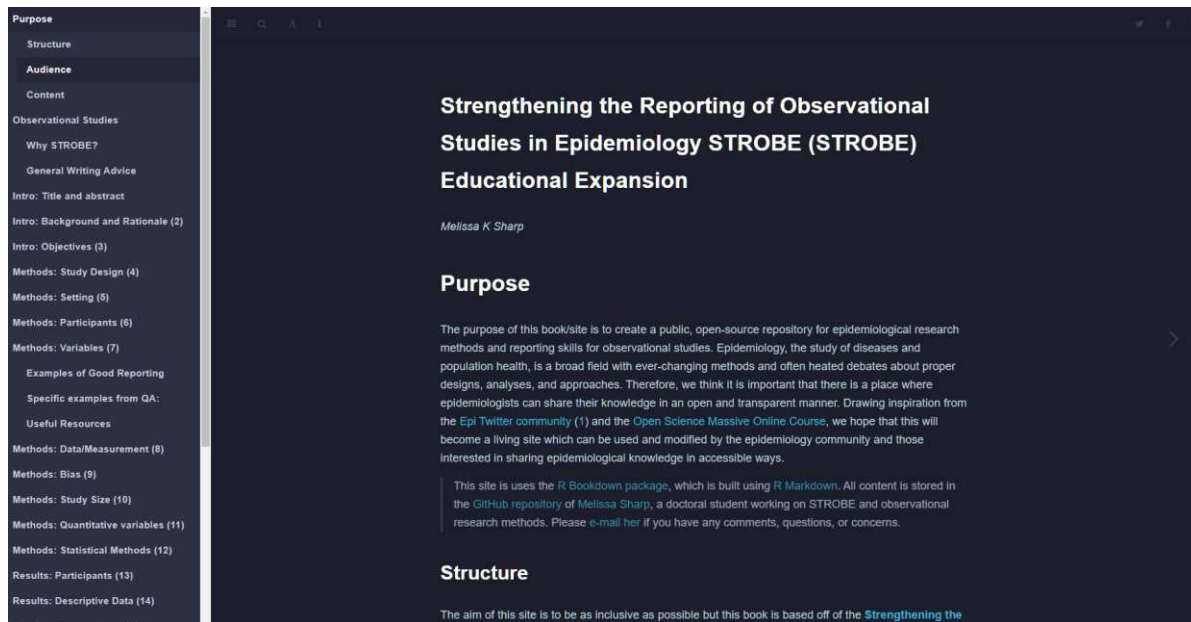 Purpose
Structure
Audience
Content
Observational Studies
Why STROBE?
General Writing Advice
Intro: Title and abstract
Intro: Background and Rationale (2)
Intro: Objectives (3)
Methods: Study Design (4)
Methods: Setting (5)
Methods: Participants (6)
Methods: Variables (7)
Examples of Good Reporting
Specific examples from QA:
Useful Resources
Methods: Data/Measurement (8)
Methods: Bias (9)
Methods: Study Size (10)
Methods: Quantitative variables (11)
Methods: Statistical Methods (12)
Results: Participants (13)
Results: Descriptive Data (14)
Strengthening the Reporting of Observational
Studies in Epidemiology STROBE (STROBE)
Educational Expansion
Melissa K Sharp
Purpose
The purpose of this book/site is to create a public, open-source repository for epidemiological research
methods and reporting skills for observational studies. Epidemiology, the study of diseases and
population health, is a broad field with ever-changing methods and often heated debates about proper
designs, analyses, and approaches. Therefore, we think it is important that there is a place where
epidemiologists can share their knowledge in an open and transparent manner. Drawing inspiration from
the Epi Twitter community (1) and the Open Science Massive Online Course, we hope that this will
become a living site which can be used and modified by the epidemiology community and those
interested in sharing epidemiological knowledge in accessible ways.
This site is uses the R Bookdown package, which is built using R Markdown. All content is stored in
the GitHub repository of Melissa Sharp, a doctoral student working on STROBE and observational
research methods. Please e-mail her if you have any comments, questions, or concerns.
Structure
The aim of this site is to be as inclusive as possible but this book is based off of the Strengthening the